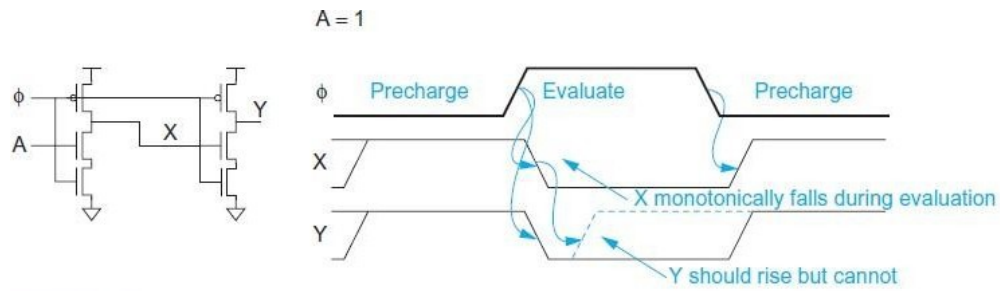 A = 1
ϕ
A
X
Y
ϕ
Precharge
Evaluate
Precharge
X
X monotonically falls during evaluation
Y
Y should rise but cannot